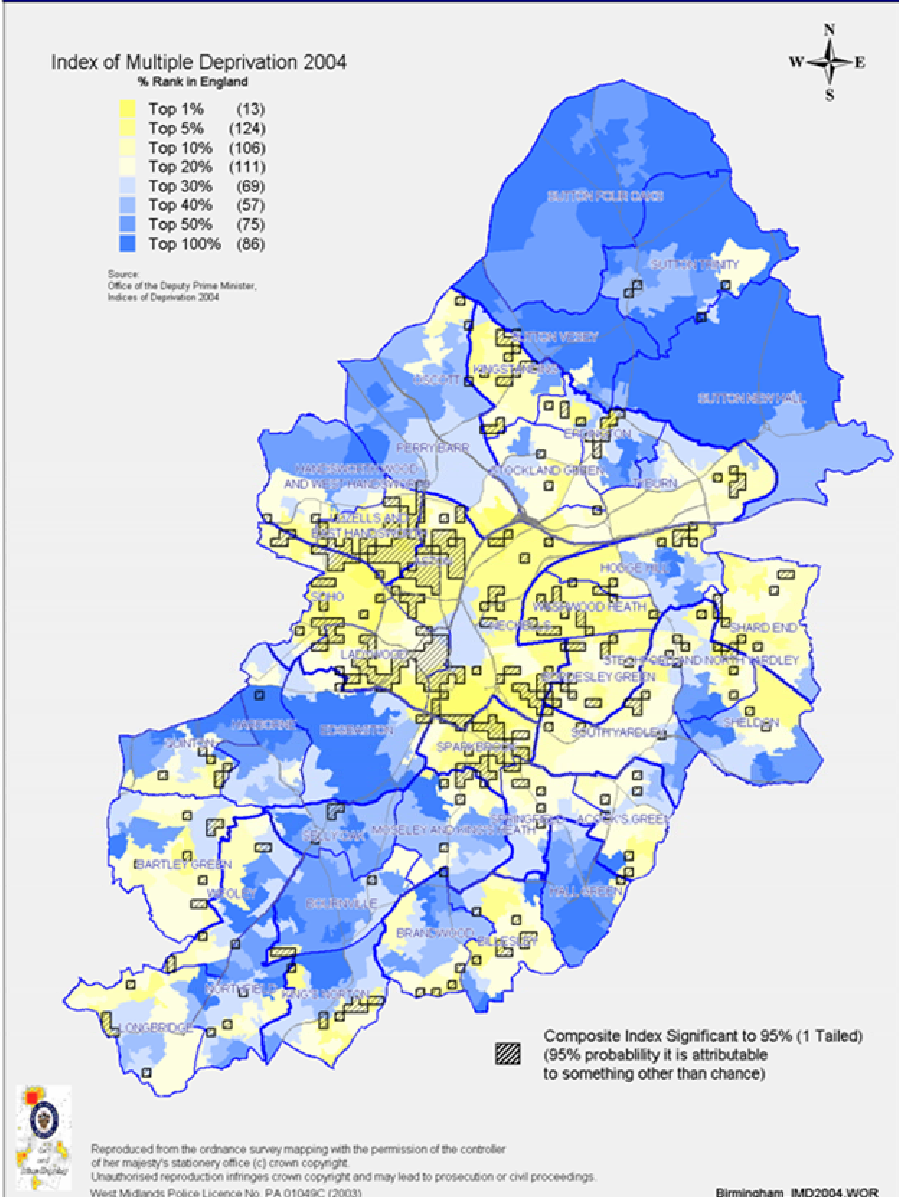 Index of Multiple Deprivation 2004
% Rank in England
Top 1% (13)
Top 5% (124)
Top 10% (106)
Top 20% (111)
Top 30% (69)
Top 40% (57)
Top 50% (75)
Top 100% (86)
Source:
Office of the Deputy Prime Minister,
Indices of Deprivation 2004
N
W E
S
SUTTON FOUR OAKS
SUTTON TRINITY
SUTTON VESEY
KINGSTANDING
OSCOTT
SUTTON NEW HALL
ERDINGTON
PERRY BARR
STOCKLAND GREEN
HANDSWORTH WOOD
AND WEST HANDSWORTH
TYBURN
LOZELLS AND
EAST HANDSWORTH
ASTON
HODGE HILL
SOHO
WASHWOOD HEATH
NECHELLS
SHARD END
LADYWOOD
STECHFORD AND NORTH YARDLEY
BORDESLEY GREEN
HARBORNE
EDGBASTON
SHELDON
SOUTH YARDLEY
QUINTON
SPARKBROOK
SPRINGFIELD
ACOCK'S GREEN
SELLY OAK
MOSELEY AND KINGS HEATH
BARTLEY GREEN
WEOLEY
HALL GREEN
BOURNVILLE
BRANDWOOD
BILLESLEY
NORTHFIELD
KINGS NORTON
LONGBRIDGE
Composite Index Significant to 95% (1 Tailed)
(95% probablility it is attributable
to something other than chance)
Reproduced from the ordnance survey mapping with the permission of the controller
of her majesty's stationery office (c) crown copyright.
Unauthorised reproduction infringes crown copyright and may lead to prosecution or civil proceedings.
West Midlands Police Licence No. PA 01049C (2003)
Birmingham_IMD2004.WOR